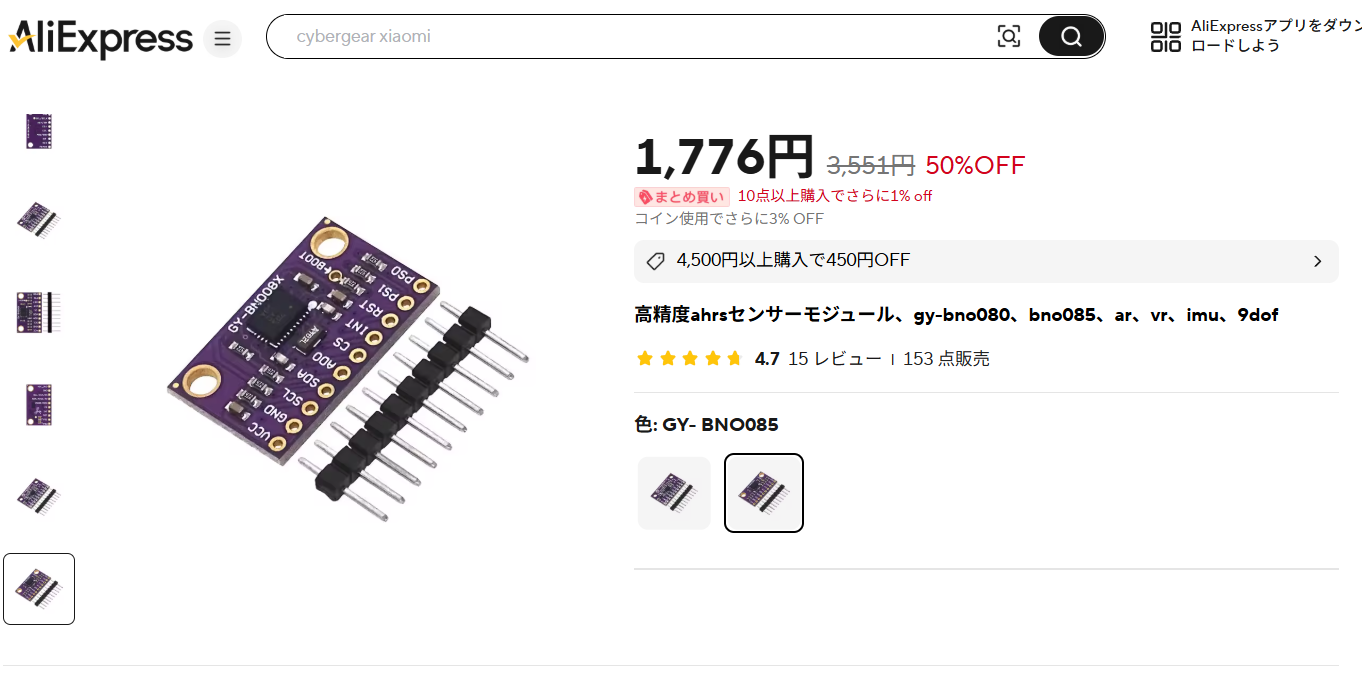 AliExpress
cybergear xiaomi
AliExpressアプリをダウン
ロードしよう
1,776円 3,551円 50%OFF
まとめ買い 10点以上購入でさらに1% off
コイン使用でさらに3% OFF
4,500円以上購入で450円OFF
高精度ahrsセンサーモジュール、gy-bno080、bno085、ar、vr、imu、9dof
4.7 15 レビュー | 153 点販売
色: GY- BNO085
GY-BNO08X
+BOOT
PS0
PS1
RST
INT
CS
ADO
SDA
SCL
GND
VCC